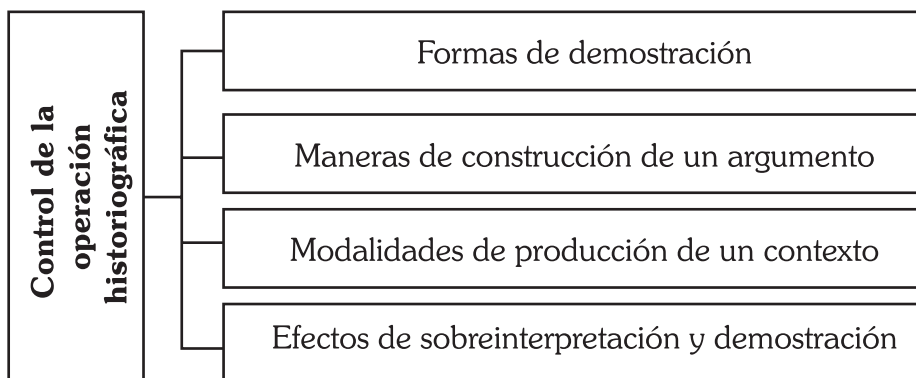 Control de la
operación
historiográfica
Formas de demostración
Maneras de construcción de un argumento
Modalidades de producción de un contexto
Efectos de sobreinterpretación y demostración